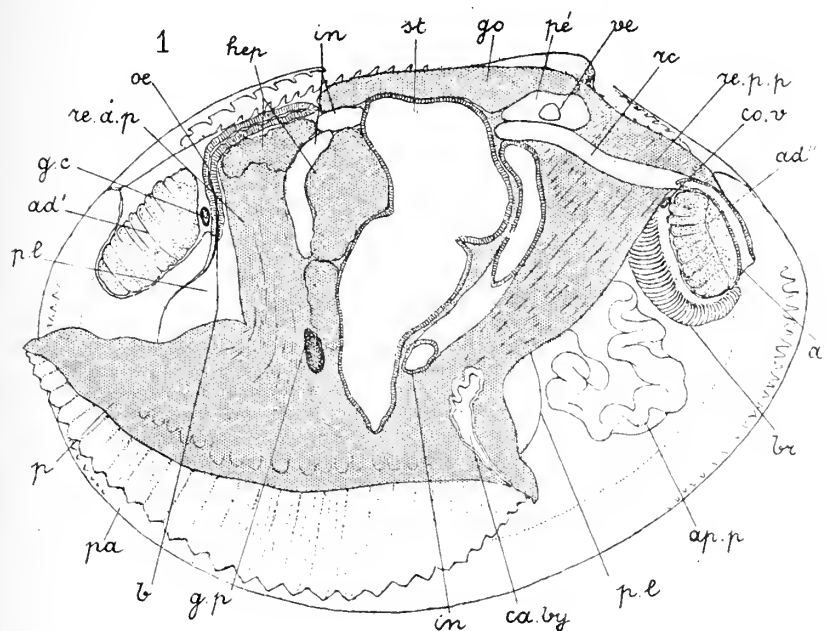 1
hep
in
st
go
pé
ve
rc
re.p.p
co.v
ad"
oe
re.á.p
g.c
ad'
p.l
a
br
ap.p
p.l
ca.by
in
g.p
b
pa
p